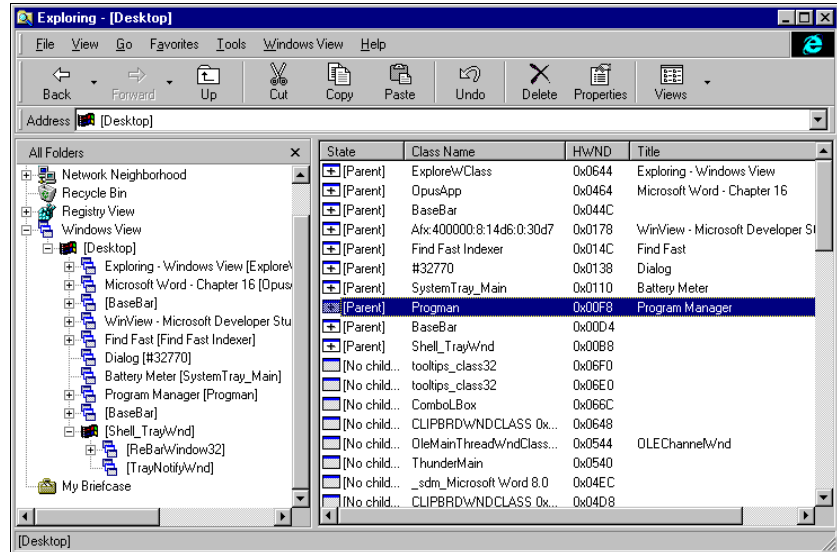 Exploring - [Desktop]
File View Go Favorites Tools Windows View Help
Back Forward Up Cut Copy Paste Undo Delete Properties Views
Address [Desktop]
All Folders
Network Neighborhood
Recycle Bin
Registry View
Windows View
[Desktop]
Exploring - Windows View [Explore
Microsoft Word - Chapter 16 [Opus
[BaseBar]
WinView - Microsoft Developer Stu
Find Fast [Find Fast Indexer]
Dialog [#32770]
Battery Meter [SystemTray_Main]
Program Manager [Progman]
[BaseBar]
[Shell_TrayWnd]
[ReBarWindow32]
[TrayNotifyWnd]
My Briefcase
State Class Name HWND Title
[Parent] ExploreWClass 0x0644 Exploring - Windows View
[Parent] OpusApp 0x0464 Microsoft Word - Chapter 16
[Parent] BaseBar 0x044C
[Parent] Afx:400000:8:14d6:0:30d7 0x0178 WinView - Microsoft Developer St
[Parent] Find Fast Indexer 0x014C Find Fast
[Parent] #32770 0x0138 Dialog
[Parent] SystemTray_Main 0x0110 Battery Meter
[Parent] Progman 0x00F8 Program Manager
[Parent] BaseBar 0x00D4
[Parent] Shell_TrayWnd 0x00B8
[No child... tooltips_class32 0x06F0
[No child... tooltips_class32 0x06E0
[No child... ComboLBox 0x066C
[No child... CLIPBRDWNDCLASS 0x... 0x0648
[No child... OleMainThreadWndClass... 0x0544 OLEChannelWnd
[No child... ThunderMain 0x0540
[No child... _sdm_Microsoft Word 8.0 0x04EC
[No child... CLIPBRDWNDCLASS 0x... 0x04D8
[Desktop]